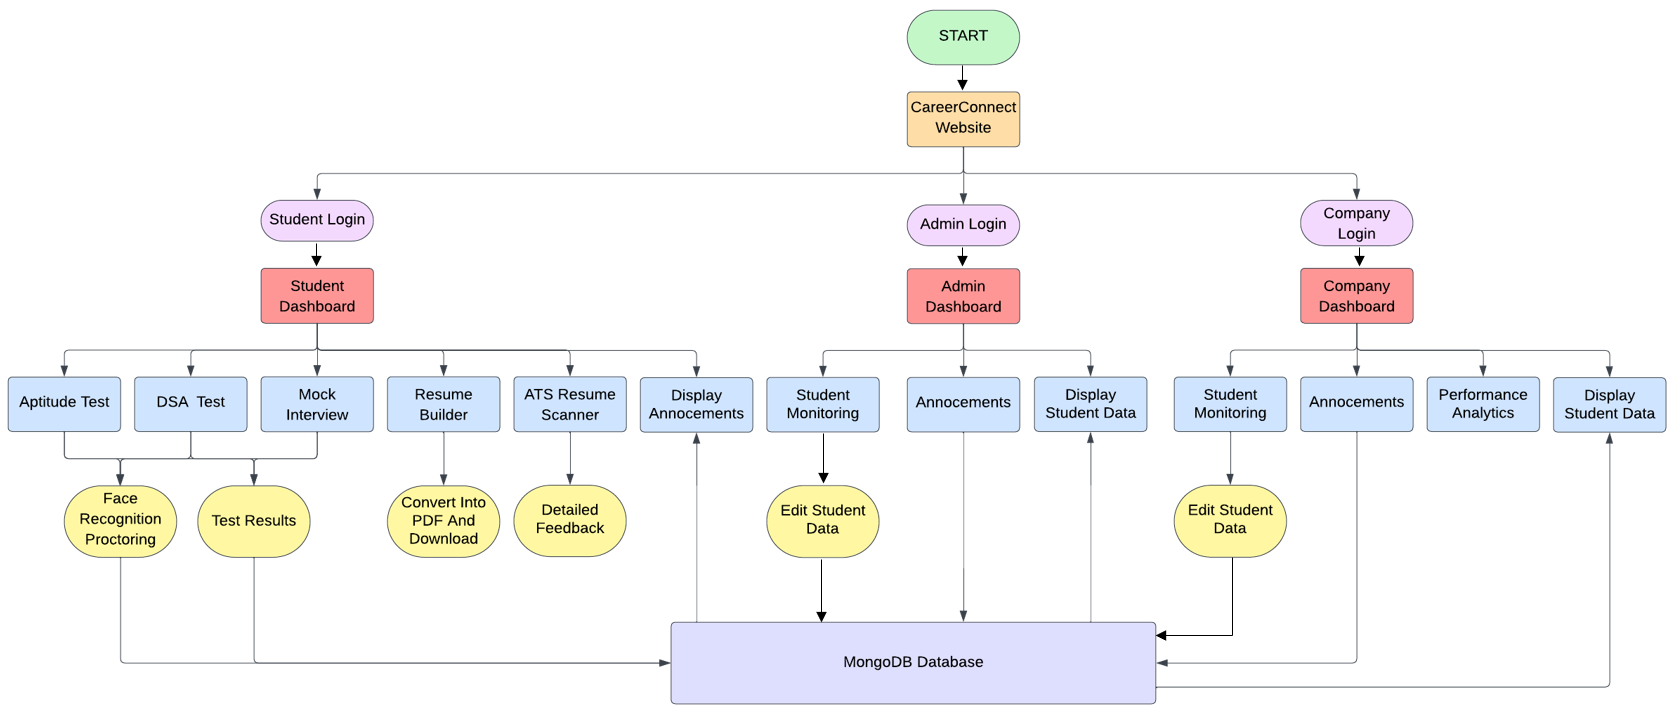 START
CareerConnect
Website
Student Login
Admin Login
Company
Login
Student
Dashboard
Admin
Dashboard
Company
Dashboard
Aptitude Test
DSA  Test
Mock
Interview
Resume
Builder
ATS Resume
Scanner
Display
Annocements
Student
Monitoring
Annocements
Display
Student Data
Student
Monitoring
Annocements
Performance
Analytics
Display
Student Data
Face
Recognition
Proctoring
Test Results
Convert Into
PDF And
Download
Detailed
Feedback
Edit Student
Data
Edit Student
Data
MongoDB Database